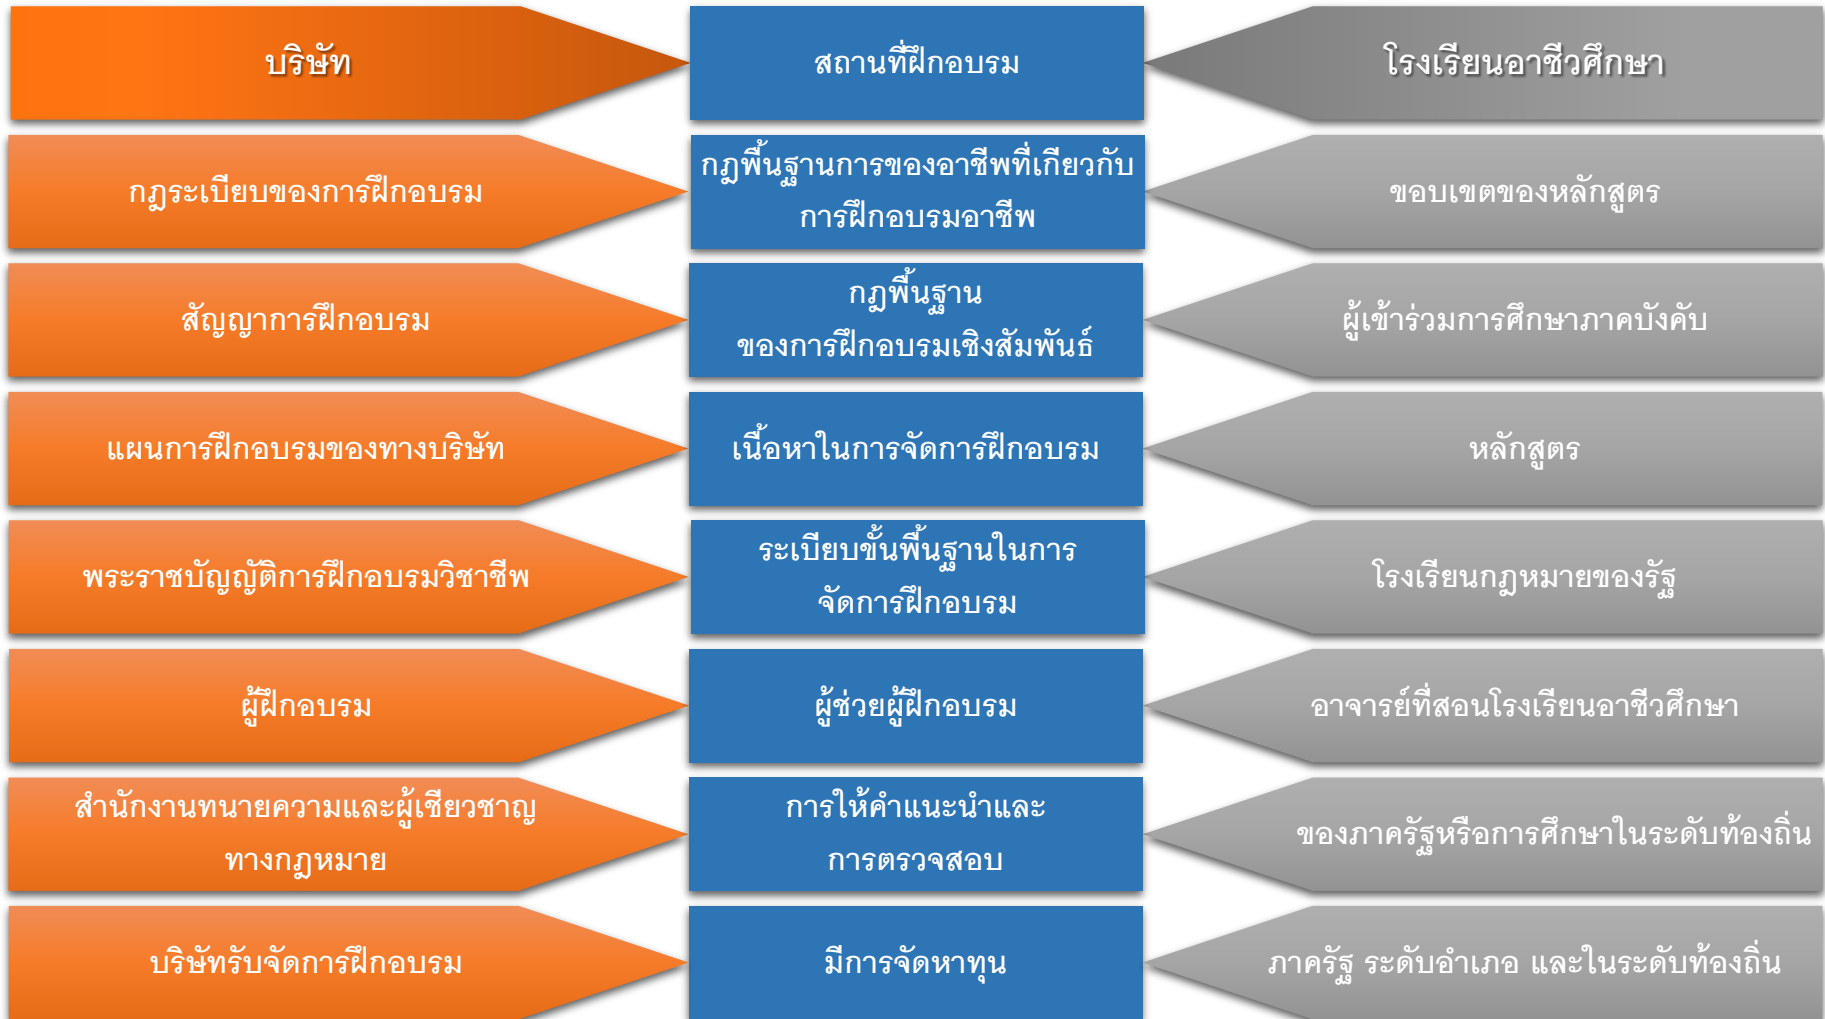 บริษัท
สถานที่ฝึกอบรม
โรงเรียนอาชีวศึกษา
กฎระเบียบของการฝึกอบรม
กฎพื้นฐานการของอาชีพที่เกียวกับ
การฝึกอบรมอาชีพ
ขอบเขตของหลักสูตร
สัญญาการฝึกอบรม
กฎพื้นฐาน
ของการฝึกอบรมเชิงสัมพันธ์
ผู้เข้าร่วมการศึกษาภาคบังคับ
แผนการฝึกอบรมของทางบริษัท
เนื้อหาในการจัดการฝึกอบรม
หลักสูตร
พระราชบัญญัติการฝึกอบรมวิชาชีพ
ระเบียบขั้นพื้นฐานในการ
จัดการฝึกอบรม
โรงเรียนกฎหมายของรัฐ
ผู้ฝึกอบรม
ผู้ช่วยผู้ฝึกอบรม
อาจารย์ที่สอนโรงเรียนอาชีวศึกษา
สำนักงานทนายความและผู้เชียวชาญ
ทางกฎหมาย
การให้คำแนะนำและ
การตรวจสอบ
ของภาครัฐหรือการศึกษาในระดับท้องถิ่น
บริษัทรับจัดการฝึกอบรม
มีการจัดหาทุน
ภาครัฐ ระดับอำเภอ และในระดับท้องถิ่น